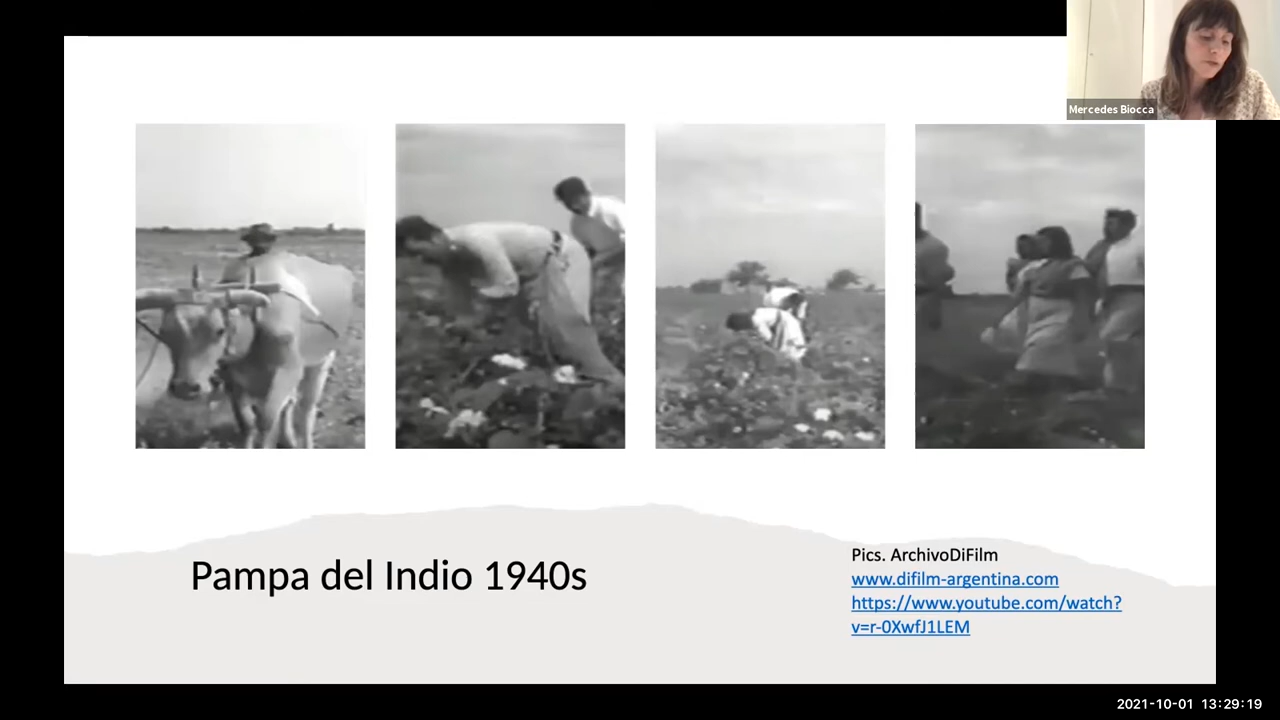 Mercedes Biocca
Pampa del Indio 1940s
Pics. ArchivoDiFilm
www.difilm-argentina.com
https://www.youtube.com/watch?
v=r-0XwfJ1LEM
2021-10-01 13:29:19